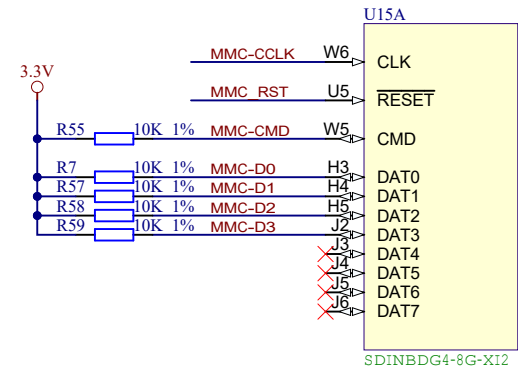 U15A
MMC-CCLK W6 CLK
3.3V
MMC_RST U5 RESET
R55 10K 1% MMC-CMD W5 CMD
R7 10K 1% MMC-D0 H3 DAT0
R57 10K 1% MMC-D1 H4 DAT1
R58 10K 1% MMC-D2 H5 DAT2
R59 10K 1% MMC-D3 J2 DAT3
J3 DAT4
J4 DAT5
J5 DAT6
J6 DAT7
SDINBDG4-8G-XI2